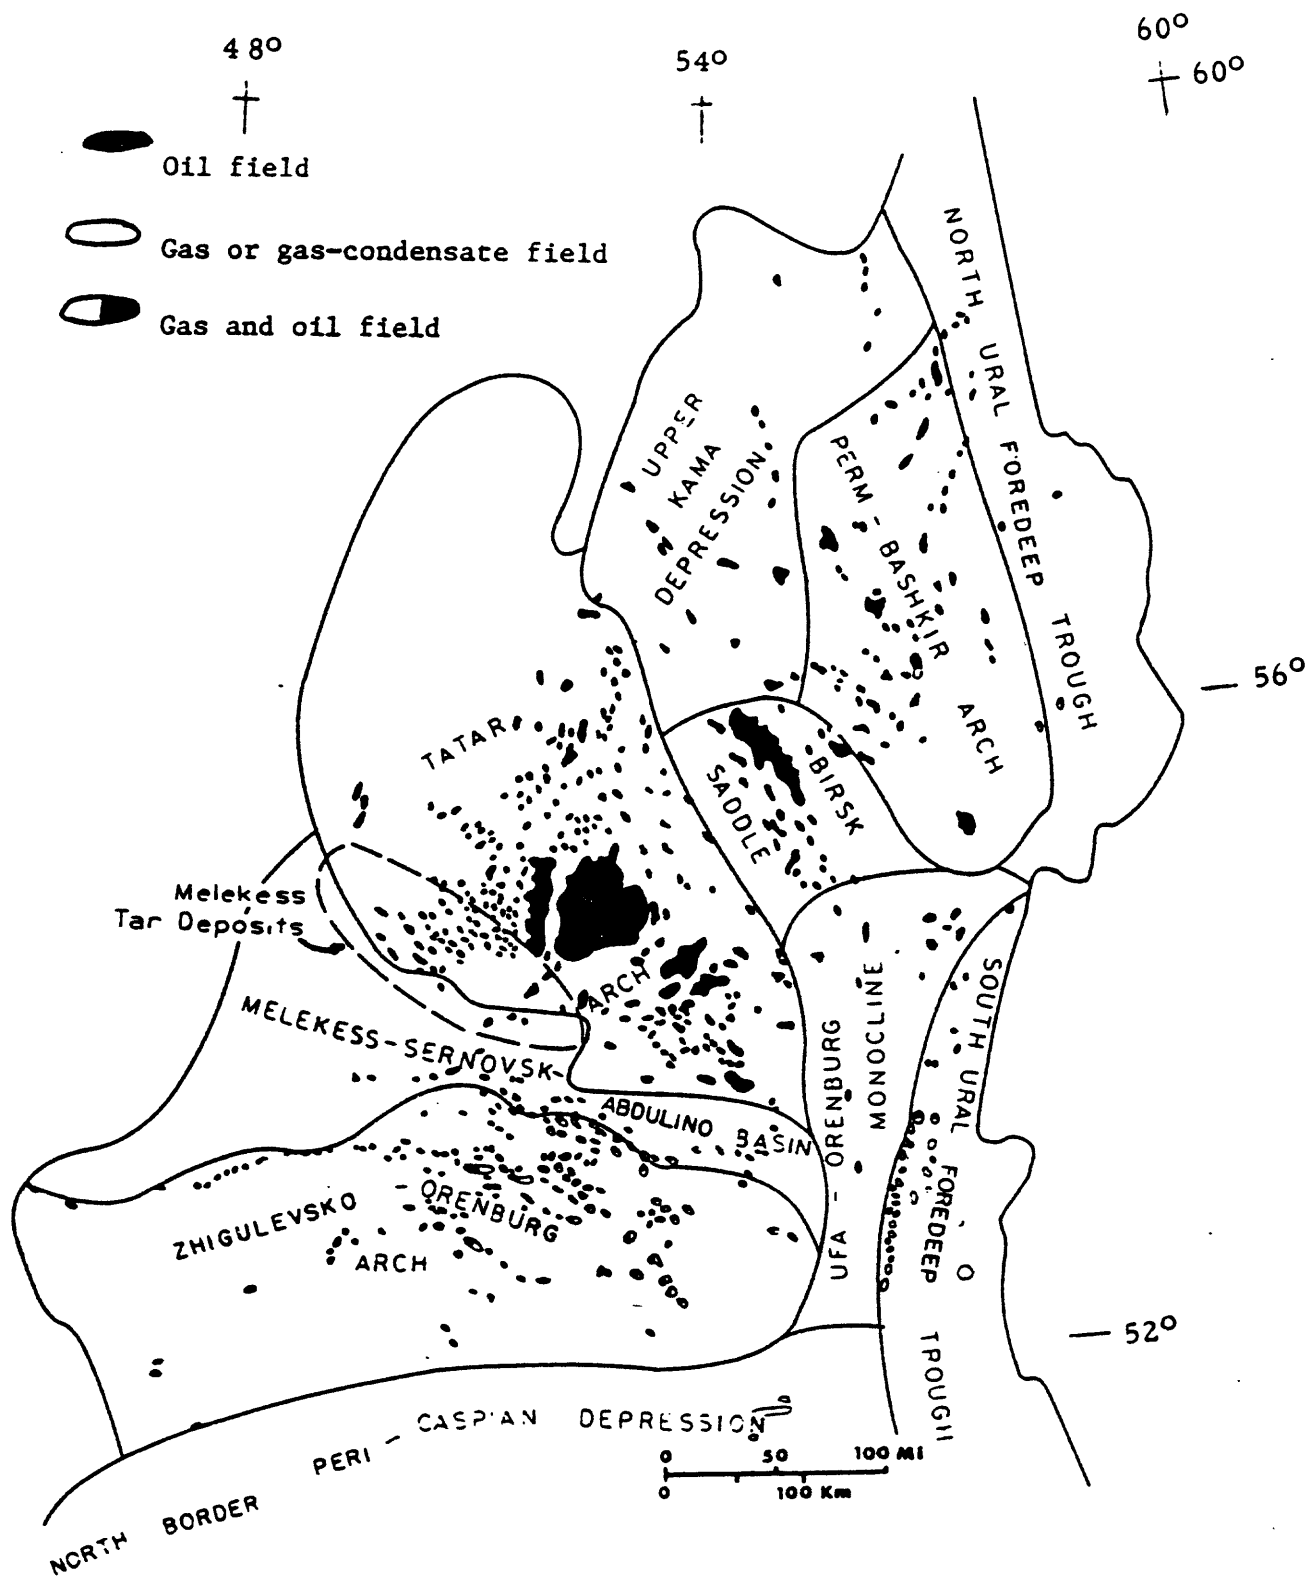 48° 54° 60°
60°
Oil field
Gas or gas-condensate field
Gas and oil field
NORTH URAL FOREDEEP TROUGH
UPPER
KAMA
DEPRESSION
PERM - BASHKIR ARCH
56°
TATAR
ARCH
BIRSK
SADDLE
Melekess
Tar Deposits
MELEKESS-SERNOVSK-
ABDULINO BASIN
UFA - ORENBURG
MONOCLINE
SOUTH URAL FOREDEEP TROUGH
ZHIGULEVSKO - ORENBURG
ARCH
52°
NORTH BORDER PERI - CASPIAN DEPRESSION
0 50 100 Mi
0 100 Km